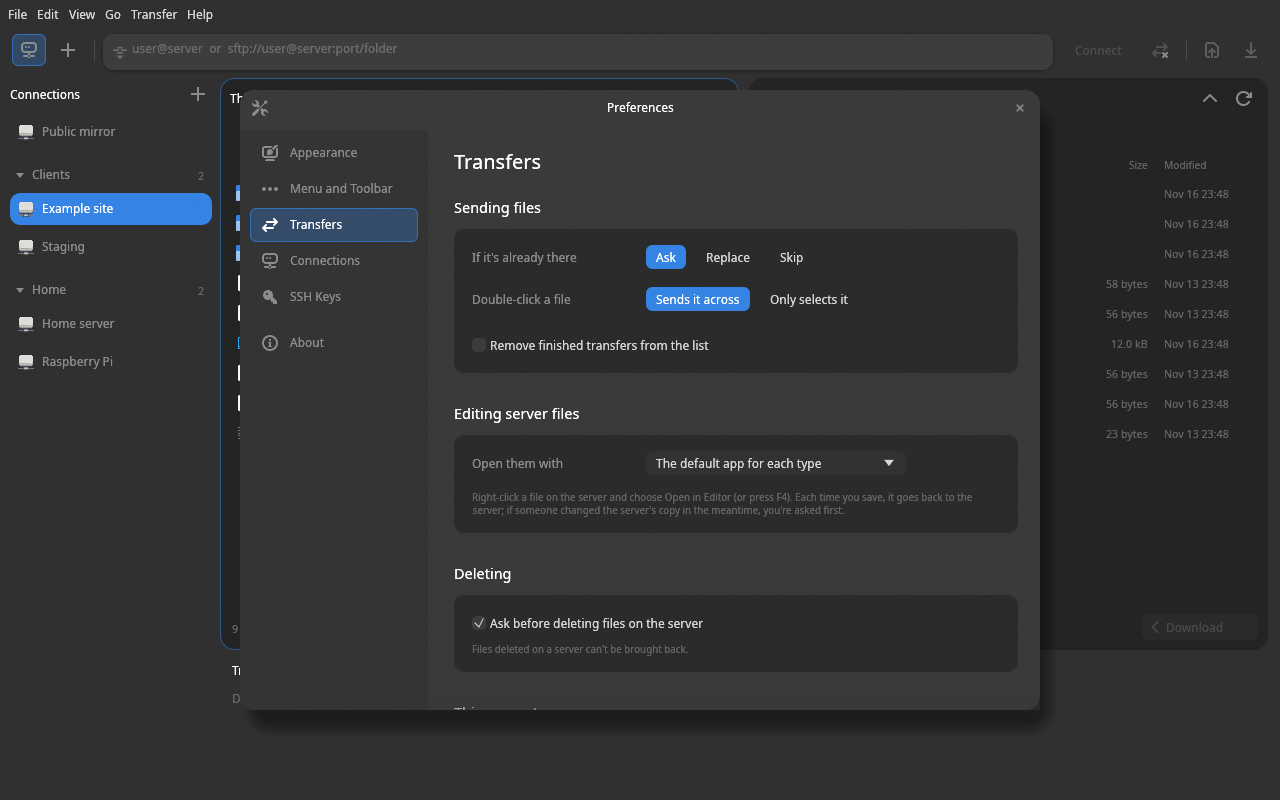 File Edit View Go Transfer Help
user@server or sftp://user@server:port/folder
Connect
Connections
Public mirror
Clients 2
Example site
Staging
Home 2
Home server
Raspberry Pi
Preferences
Appearance
Menu and Toolbar
Transfers
Connections
SSH Keys
About
Transfers
Sending files
If it's already there Ask Replace Skip
Double-click a file Sends it across Only selects it
Remove finished transfers from the list
Editing server files
Open them with The default app for each type
Right-click a file on the server and choose Open in Editor (or press F4). Each time you save, it goes back to the
server; if someone changed the server's copy in the meantime, you're asked first.
Deleting
Ask before deleting files on the server
Files deleted on a server can't be brought back.
Size Modified
Nov 16 23:48
Nov 16 23:48
Nov 16 23:48
58 bytes Nov 13 23:48
56 bytes Nov 13 23:48
12.0 kB Nov 16 23:48
56 bytes Nov 13 23:48
56 bytes Nov 16 23:48
23 bytes Nov 13 23:48
9
Download